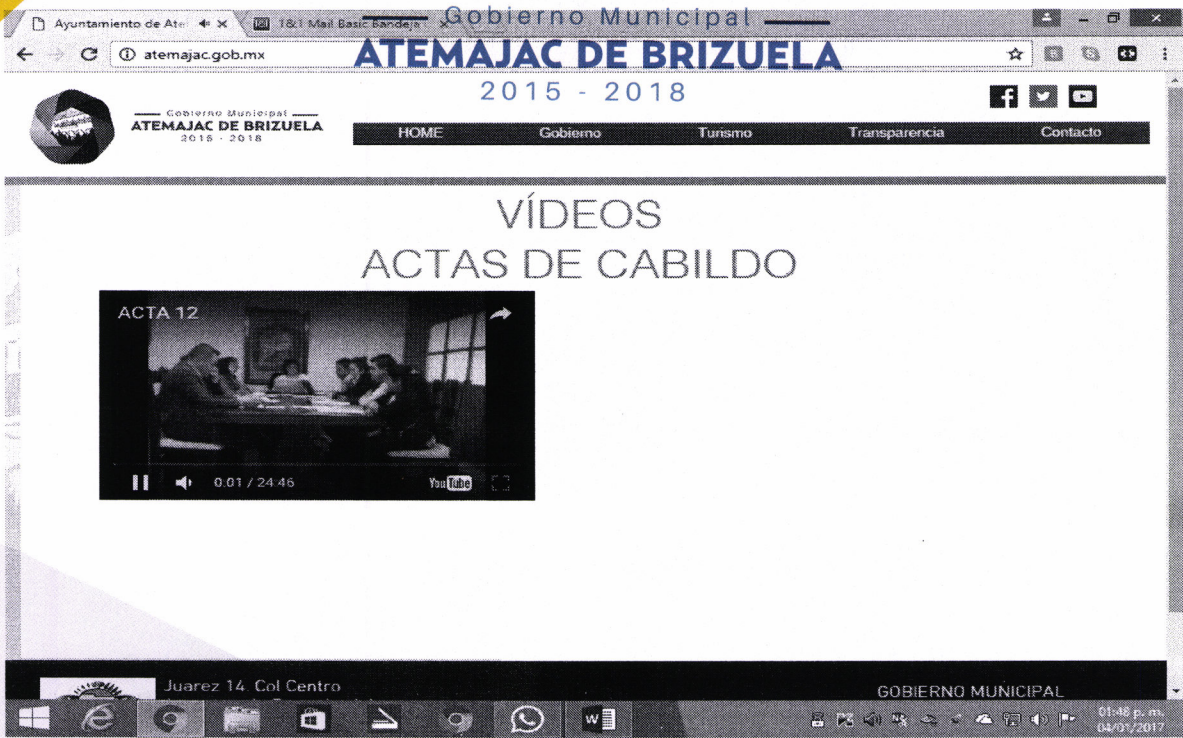 Gobierno Municipal
ATEMAJAC DE BRIZUELA
2015 - 2018
Ayuntamiento de Ate
1&1 Mail Basic Bandeja
atemajac.gob.mx
Gobierno Municipal
ATEMAJAC DE BRIZUELA
2015 - 2018
HOME Gobierno Turismo Transparencia Contacto
VÍDEOS
ACTAS DE CABILDO
ACTA 12
0:01 / 24:46
YouTube
Juarez 14. Col Centro
GOBIERNO MUNICIPAL
01:48 p. m.
04/01/2017